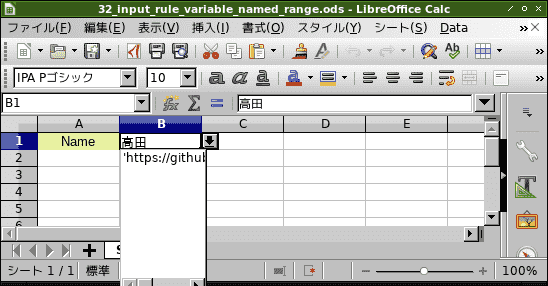 32_input_rule_variable_named_range.ods - LibreOffice Calc
ファイル(F) 編集(E) 表示(V) 挿入(I) 書式(O) スタイル(Y) シート(S) Data
IPA Pゴシック 10
B1 高田
A B C D E
1 Name 高田
2 'https://githu
3
4
5
6
S
シート 1 / 1 標準 100%